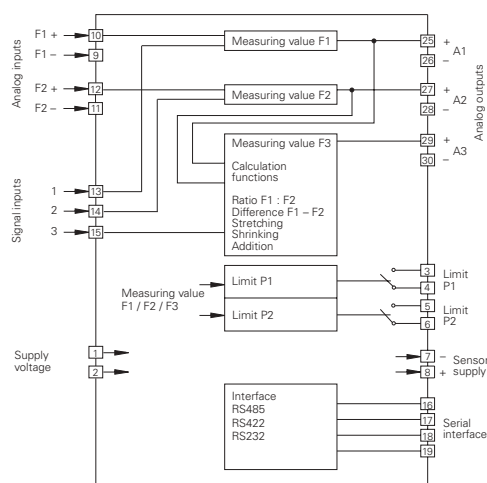 Analog inputs
F1 + 10
F1 – 9
F2 + 12
F2 – 11
Signal inputs
1 13
2 14
3 15
Measuring value F1
Measuring value F2
Measuring value F3
Calculation
functions
Ratio F1 : F2
Difference F1 – F2
Stretching
Shrinking
Addition
25 +
A1
26 –
27 +
A2
28 –
29 +
A3
30 –
Analog outputs
Measuring value
F1 / F2 / F3
Limit P1
Limit P2
3 Limit
4 P1
5 Limit
6 P2
Supply
voltage
1
2
7 – Sensor
8 + supply
Interface
RS485
RS422
RS232
16
17 Serial
18 interface
19